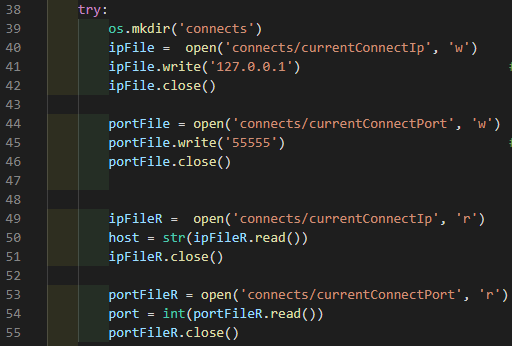 38 try:
39 os.mkdir('connects')
40 ipFile =  open('connects/currentConnectIp', 'w')
41 ipFile.write('127.0.0.1') #
42 ipFile.close()
43
44 portFile = open('connects/currentConnectPort', 'w')
45 portFile.write('55555') #
46 portFile.close()
47
48
49 ipFileR =  open('connects/currentConnectIp', 'r')
50 host = str(ipFileR.read())
51 ipFileR.close()
52
53 portFileR = open('connects/currentConnectPort', 'r')
54 port = int(portFileR.read())
55 portFileR.close()